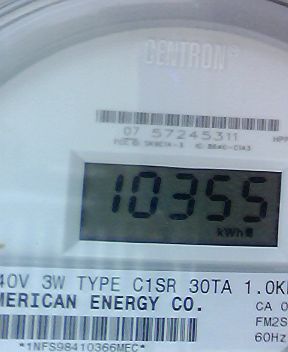 CENTRON®
07 57245311
10355
kWh
40V 3W TYPE C1SR 30TA 1.0K
MERICAN ENERGY CO.
CA 0
FM2S
60Hz
*1NFS98410366MEC*